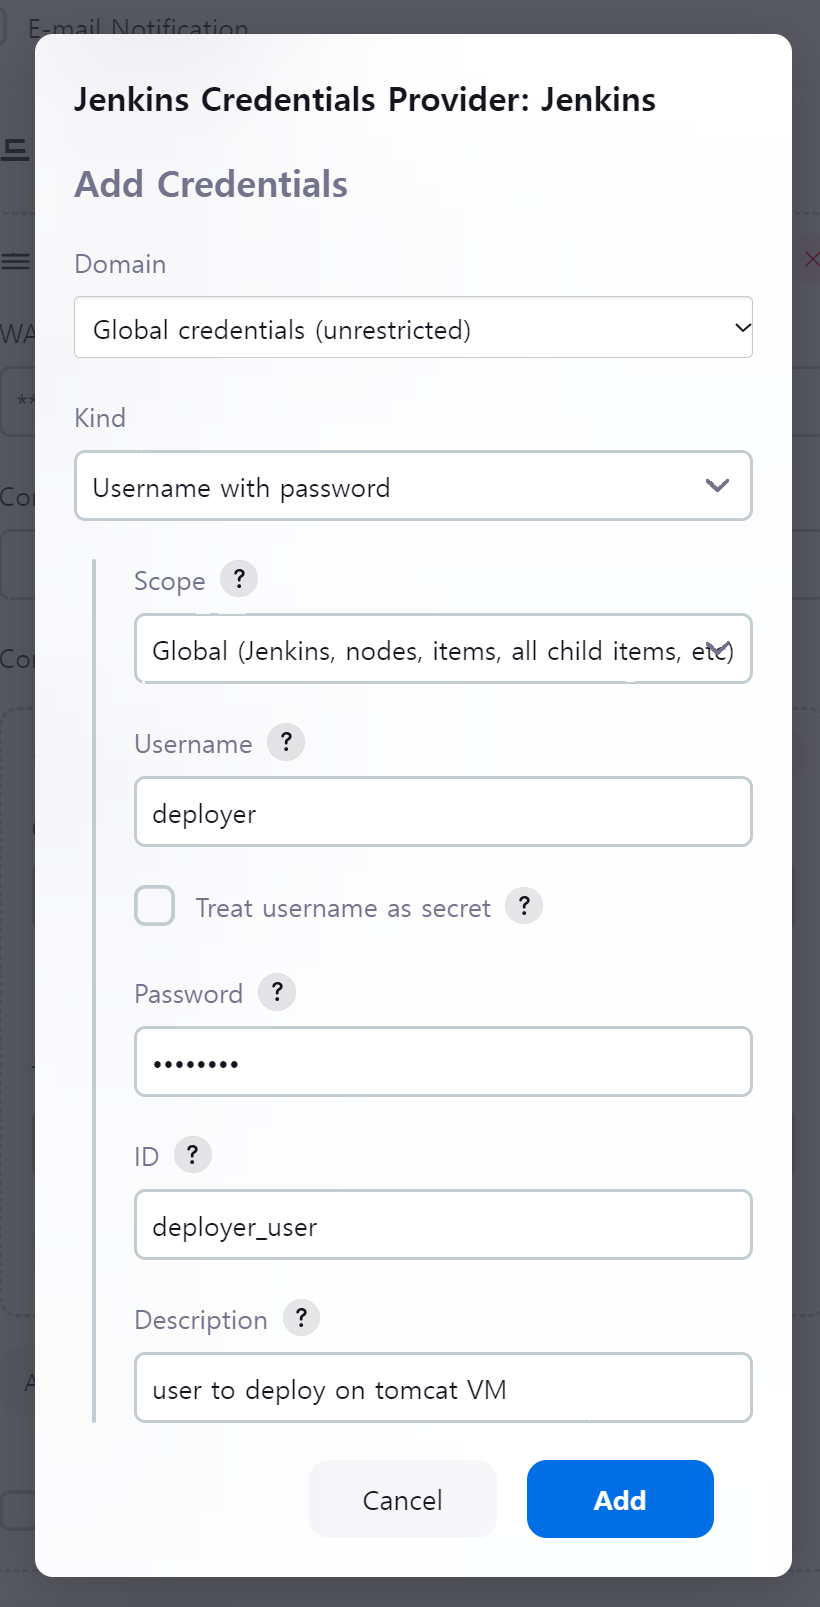 E-mail Notification
Jenkins Credentials Provider: Jenkins
Add Credentials
Domain
Global credentials (unrestricted)
Kind
Username with password
Scope ?
Global (Jenkins, nodes, items, all child items, etc)
Username ?
deployer
Treat username as secret ?
Password ?
••••••••
ID ?
deployer_user
Description ?
user to deploy on tomcat VM
Cancel
Add